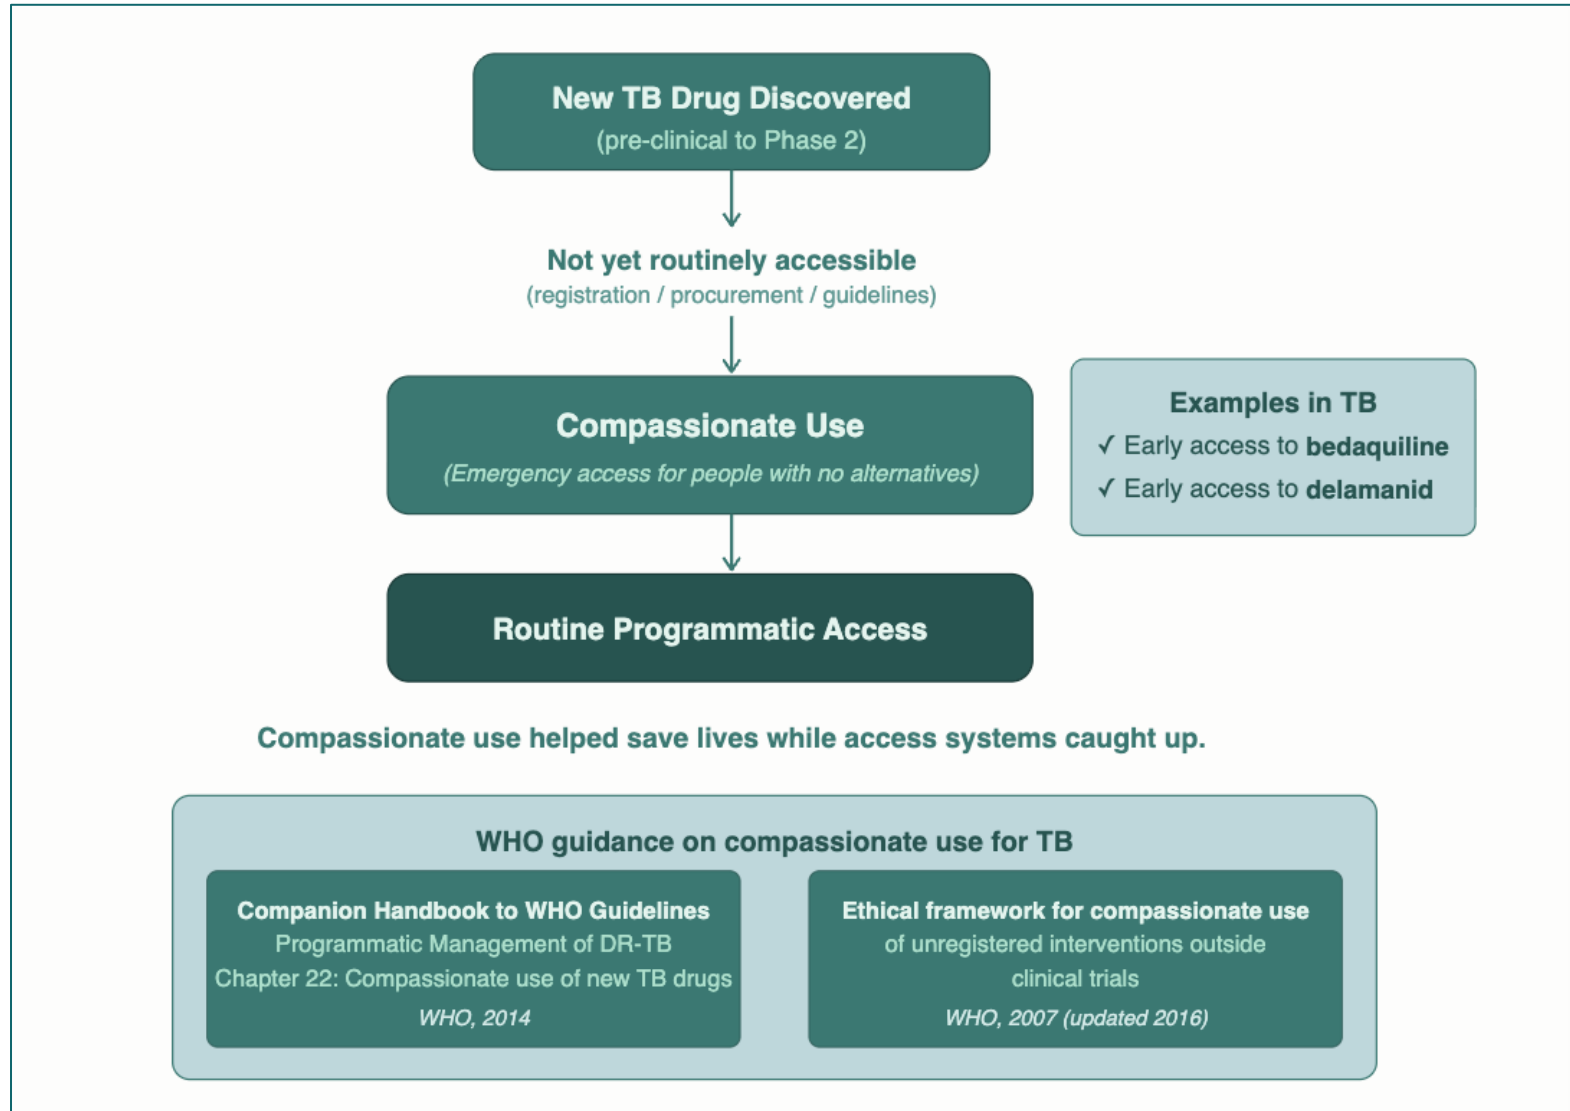 New TB Drug Discovered
(pre-clinical to Phase 2)
Not yet routinely accessible
(registration / procurement / guidelines)
Compassionate Use
(Emergency access for people with no alternatives)
Examples in TB
✓ Early access to bedaquiline
✓ Early access to delamanid
Routine Programmatic Access
Compassionate use helped save lives while access systems caught up.
WHO guidance on compassionate use for TB
Companion Handbook to WHO Guidelines
Programmatic Management of DR-TB
Chapter 22: Compassionate use of new TB drugs
WHO, 2014
Ethical framework for compassionate use
of unregistered interventions outside
clinical trials
WHO, 2007 (updated 2016)